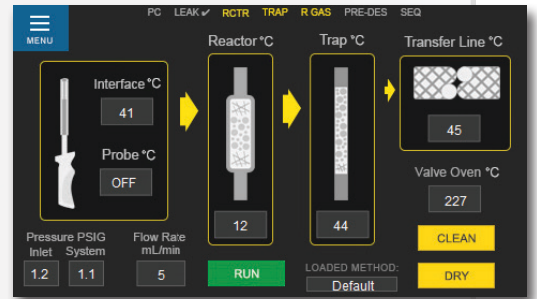 PC LEAK✔ RCTR TRAP R GAS PRE-DES SEQ
MENU
Reactor °C Trap °C Transfer Line °C
Interface °C
41
Probe °C
OFF
12
44
45
Valve Oven °C
227
Pressure PSIG
Inlet System
1.2 1.1
Flow Rate
mL/min
5
RUN
LOADED METHOD:
Default
CLEAN
DRY